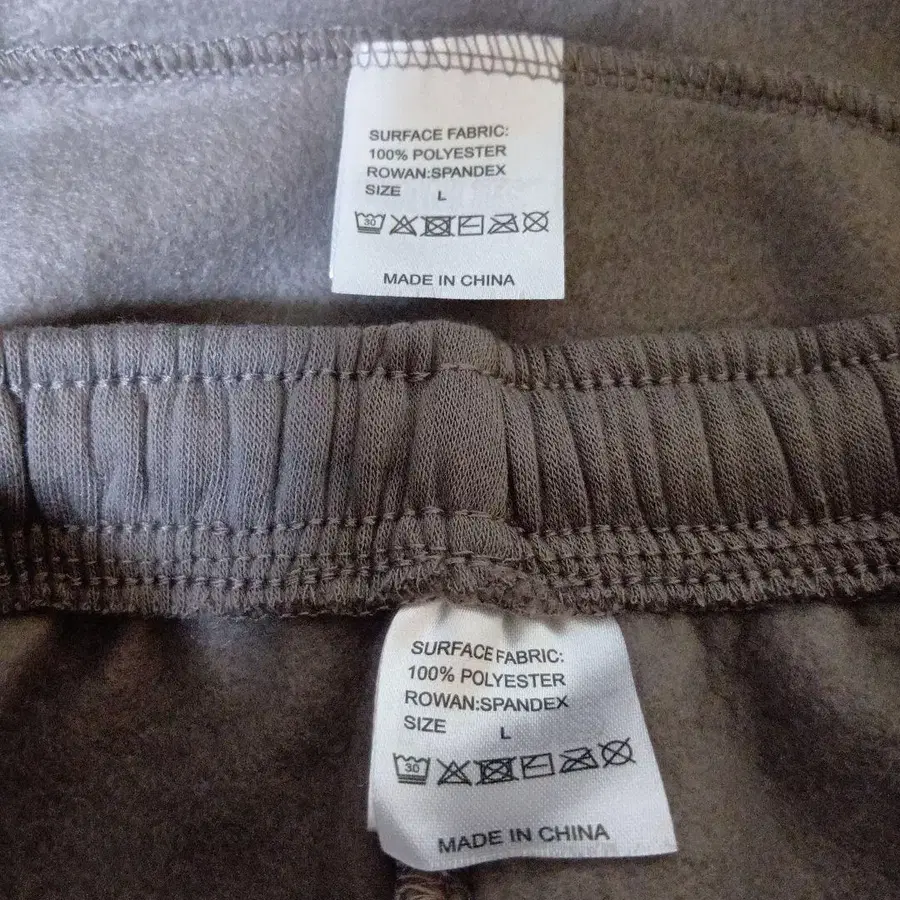 SURFACE FABRIC:
100% POLYESTER
ROWAN:SPANDEX
SIZE L
30
MADE IN CHINA
SURFACE FABRIC:
100% POLYESTER
ROWAN:SPANDEX
SIZE L
30
MADE IN CHINA